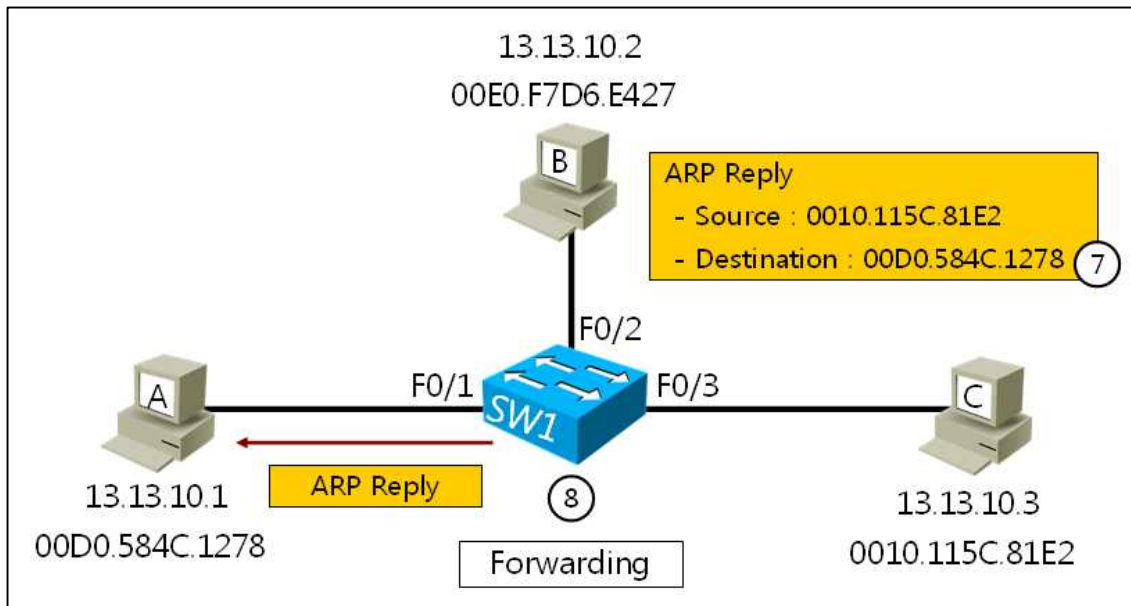 13.13.10.2
00E0.F7D6.E427
B
ARP Reply
- Source : 0010.115C.81E2
- Destination : 00D0.584C.1278
7
F0/2
F0/1
F0/3
A
SW1
C
ARP Reply
8
13.13.10.1
00D0.584C.1278
13.13.10.3
0010.115C.81E2
Forwarding